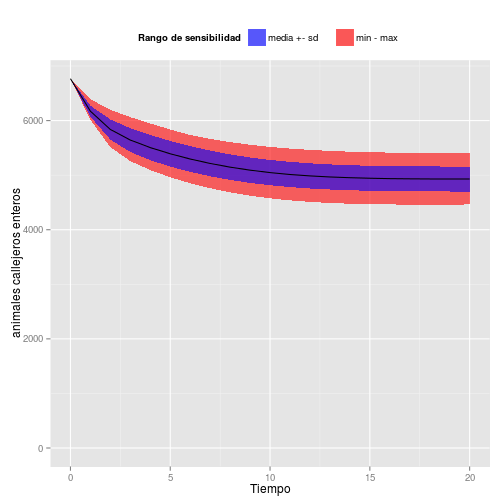 Rango de sensibilidad media +- sd min - max
6000
4000
2000
0
animales callejeros enteros
0 5 10 15 20
Tiempo